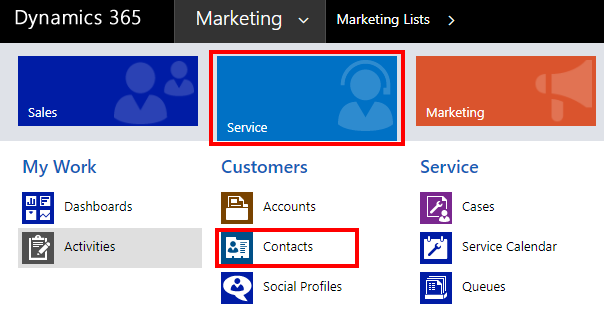 Dynamics 365 Marketing Marketing Lists
Sales Service Marketing
My Work Customers Service
Dashboards Accounts Cases
Activities Contacts Service Calendar
Social Profiles Queues